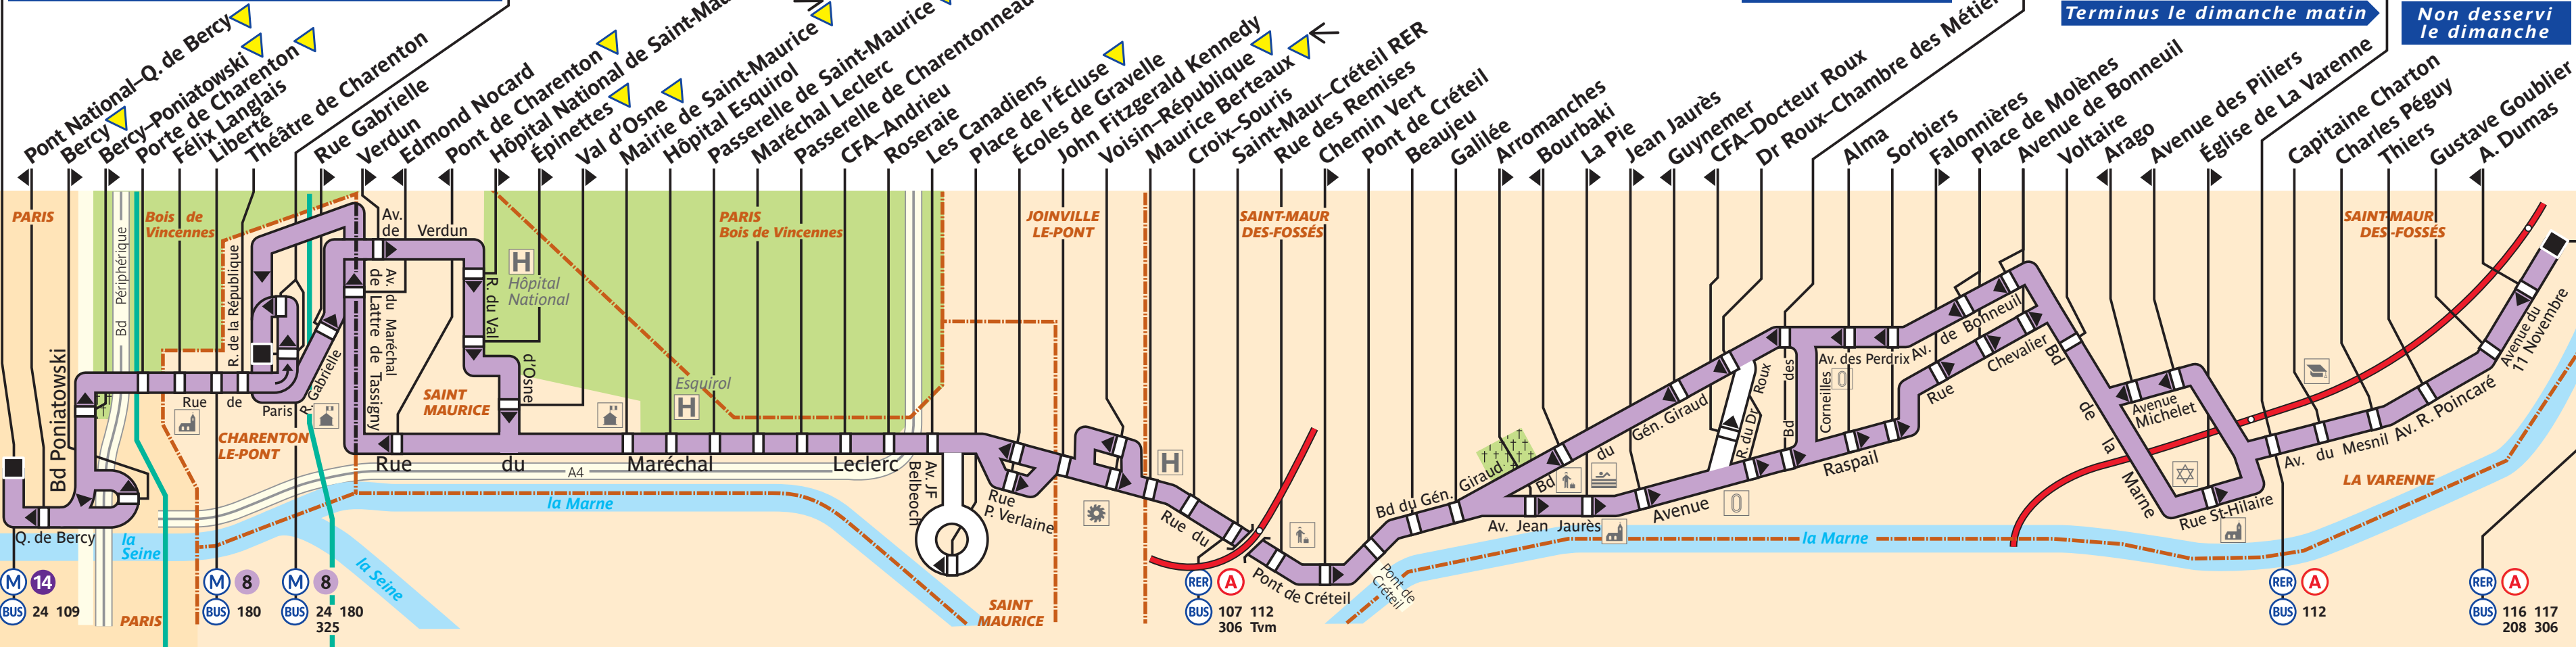 Terminus le dimanche matin
Non desservi
le dimanche
Pont National–Q. de Bercy
Bercy
Bercy–Poniatowski
Porte de Charenton
Félix Langlais
Liberté
Théâtre de Charenton
Rue Gabrielle
Verdun
Edmond Nocard
Pont de Charenton
Hôpital National de Saint-Mau
Épinettes
Val d'Osne
Mairie de Saint-Maurice
Hôpital Esquirol
Passerelle de Saint-Maurice
Maréchal Leclerc
Passerelle de Charentonneau
CFA–Andrieu
Roseraie
Les Canadiens
Place de l'Écluse
Écoles de Gravelle
John Fitzgerald Kennedy
Voisin–République
Maurice Berteaux
Croix–Souris
Saint-Maur–Créteil RER
Rue des Remises
Chemin Vert
Pont de Créteil
Beaujeu
Galilée
Arromanches
Bourbaki
La Pie
Jean Jaurès
Guynemer
CFA–Docteur Roux
Dr Roux–Chambre des Métier
Alma
Sorbiers
Falonnières
Place de Molènes
Avenue de Bonneuil
Voltaire
Arago
Avenue des Piliers
Église de La Varenne
Capitaine Charton
Charles Péguy
Thiers
Gustave Goublier
A. Dumas
PARIS
Bois de
Vincennes
PARIS
Bois de Vincennes
JOINVILLE
LE-PONT
SAINT-MAUR
DES-FOSSÉS
SAINT-MAUR
DES-FOSSÉS
Bd Périphérique
R. de la République
Av.
de
Verdun
Av. du Maréchal
de Lattre de Tassigny
R. du Val
d'Osne
H
Hôpital
National
Esquirol
H
SAINT
MAURICE
Bd Poniatowski
Rue de
Paris
R. Gabrielle
CHARENTON
LE-PONT
Rue du Maréchal Leclerc
A4
la Marne
Av. JF
Belbeoch
Rue
P. Verlaine
H
Rue du
Pont de Créteil
Pont de
Créteil
Bd du Gén. Giraud
Bd du Gén. Giraud
Av. Jean Jaurès
Avenue Raspail
R. du Dr Roux
Bd des
Corneilles
Av. des Perdrix
Av. de Bonneuil
Rue Chevalier
Bd de la Marne
Avenue
Michelet
Rue St-Hilaire
Av. du Mesnil
Av. R. Poincaré
Avenue du
11 Novembre
LA VARENNE
la Marne
Q. de Bercy
la
Seine
la Seine
PARIS
SAINT
MAURICE
M 14
BUS 24 109
M 8
BUS 180
M 8
BUS 24 180
325
RER A
BUS 107 112
306 Tvm
RER A
BUS 112
RER A
BUS 116 117
208 306